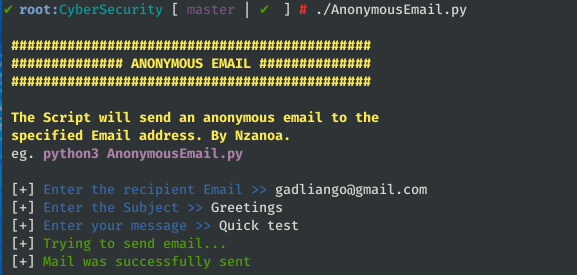 ✔ root:CyberSecurity [ master | ✔ ] # ./AnonymousEmail.py
#############################################
############## ANONYMOUS EMAIL ##############
#############################################
The Script will send an anonymous email to the
specified Email address. By Nzanoa.
eg. python3 AnonymousEmail.py
[+] Enter the recipient Email >> gadliango@gmail.com
[+] Enter the Subject >> Greetings
[+] Enter your message >> Quick test
[+] Trying to send email...
[+] Mail was successfully sent